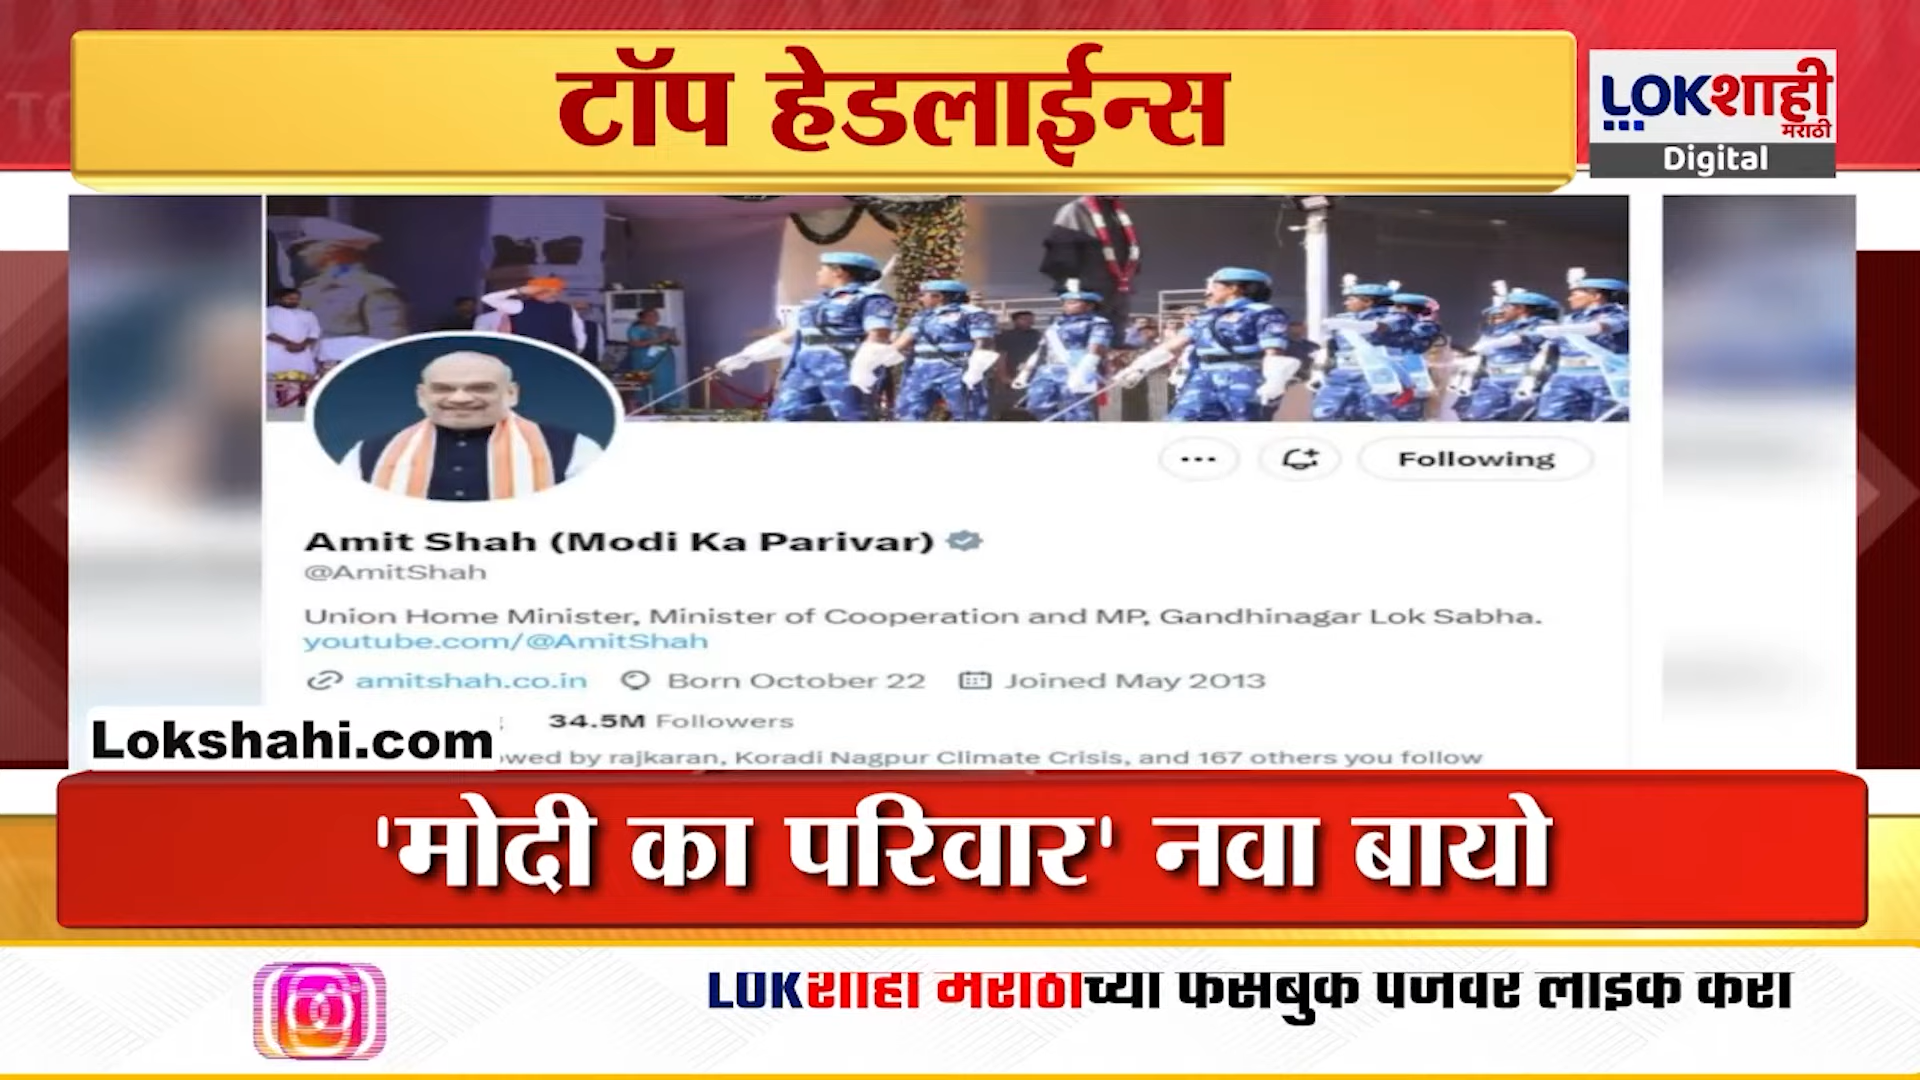 टॉप हेडलाईन्स
LOKशाही
मराठी
Digital
Following
Amit Shah (Modi Ka Parivar)
@AmitShah
Union Home Minister, Minister of Cooperation and MP, Gandhinagar Lok Sabha.
youtube.com/@AmitShah
amitshah.co.in Born October 22 Joined May 2013
34.5M Followers
Lokshahi.com
owed by rajkaran, Koradi Nagpur Climate Crisis, and 167 others you follow
'मोदी का परिवार' नवा बायो
LOKशाही मराठीच्या फेसबुक पेजवर लाईक करा